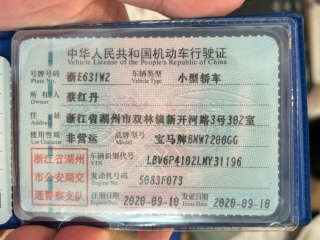 中华人民共和国机动车行驶证
Vehicle License of the People's Republic of China
号牌号码 浙E631W2 车辆类型 小型轿车
Plate No. Vehicle Type
所有人 蔡红丹
Owner
住址 浙江省湖州市双林镇新开河路3号302室
Address
使用性质 非营运 品牌型号 宝马牌BMW7200GG
Use Character Model
浙江省湖州市公安局交通警察支队
车辆识别代号 LBV6P4102LMY31196
VIN
发动机号码 5083F073
Engine No.
注册日期 2020-09-10 发证日期 2020-09-10
Register Date Issue Date